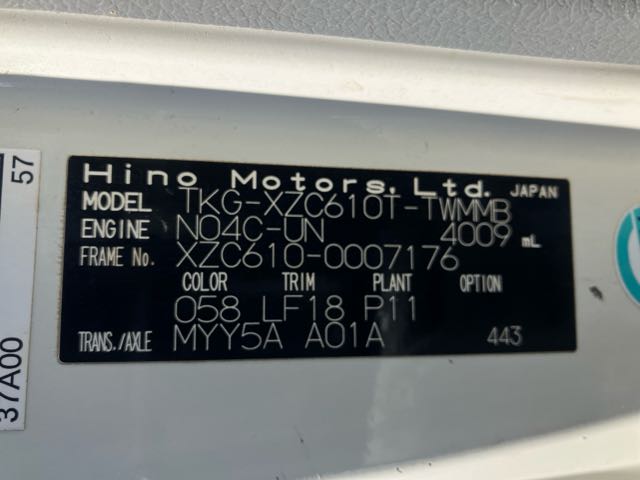 Hino Motors, Ltd. JAPAN
MODEL TKG-XZC610T-TWMMB
ENGINE N04C-UN 4009 mL
FRAME No. XZC610-0007176
COLOR TRIM PLANT OPTION
058 LF18 P11
TRANS./AXLE MYY5A A01A 443
57
37A00